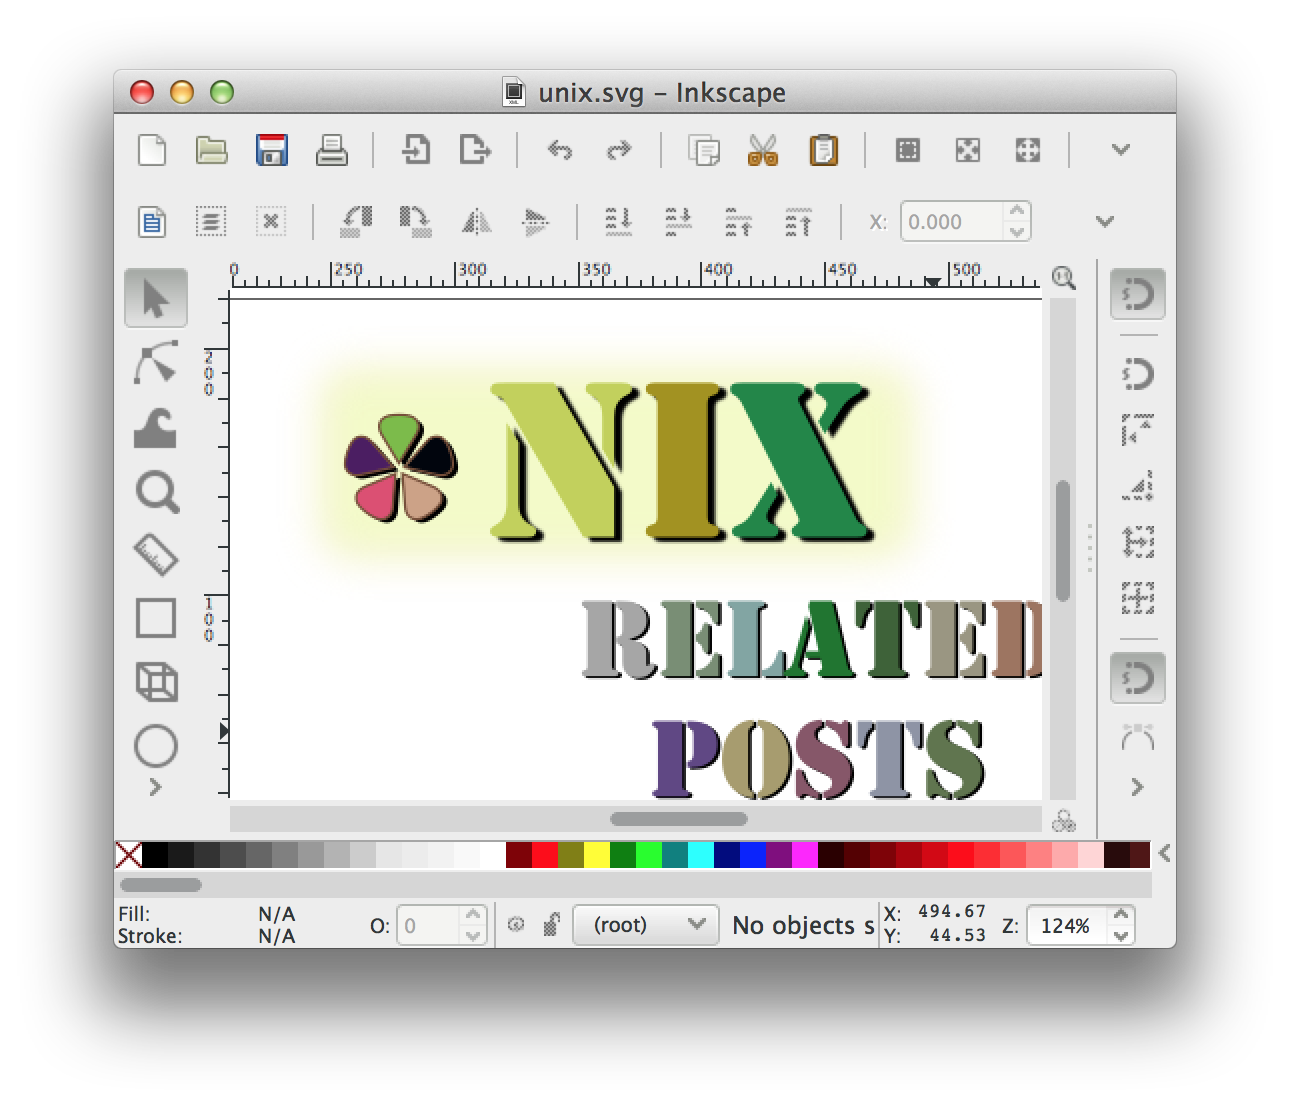 unix.svg – Inkscape
X: 0.000
0 250 300 350 400 450 500
200
NIX
100
RELATED
POSTS
Fill: N/A
Stroke: N/A
O: 0
(root)
No objects s
X: 494.67
Y: 44.53
Z: 124%